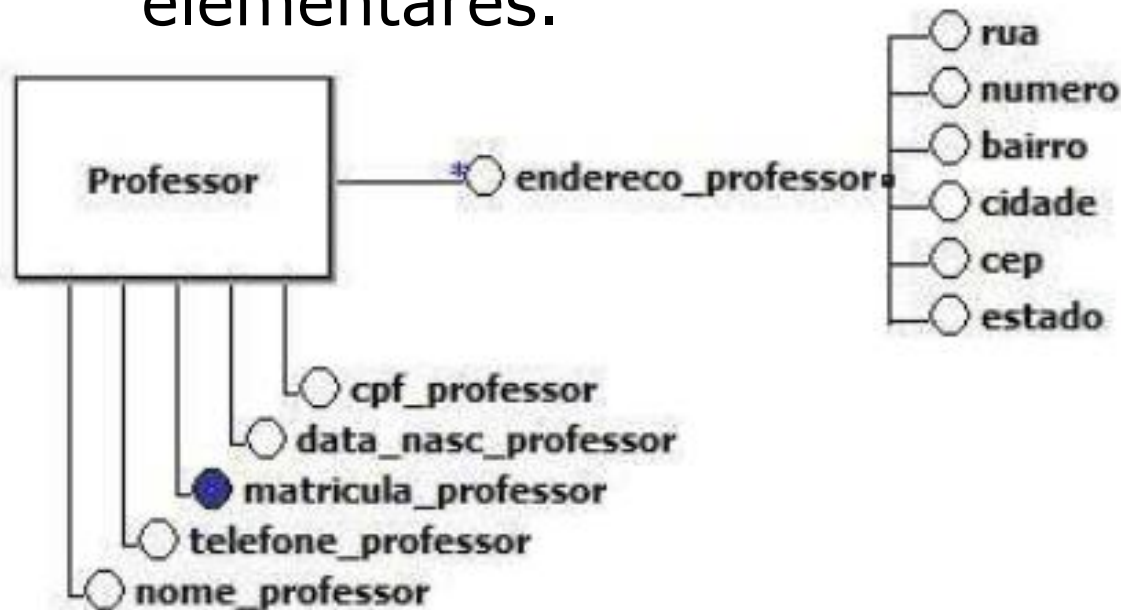 elementares.
Professor
* endereco_professor
rua
numero
bairro
cidade
cep
estado
cpf_professor
data_nasc_professor
matricula_professor
telefone_professor
nome_professor